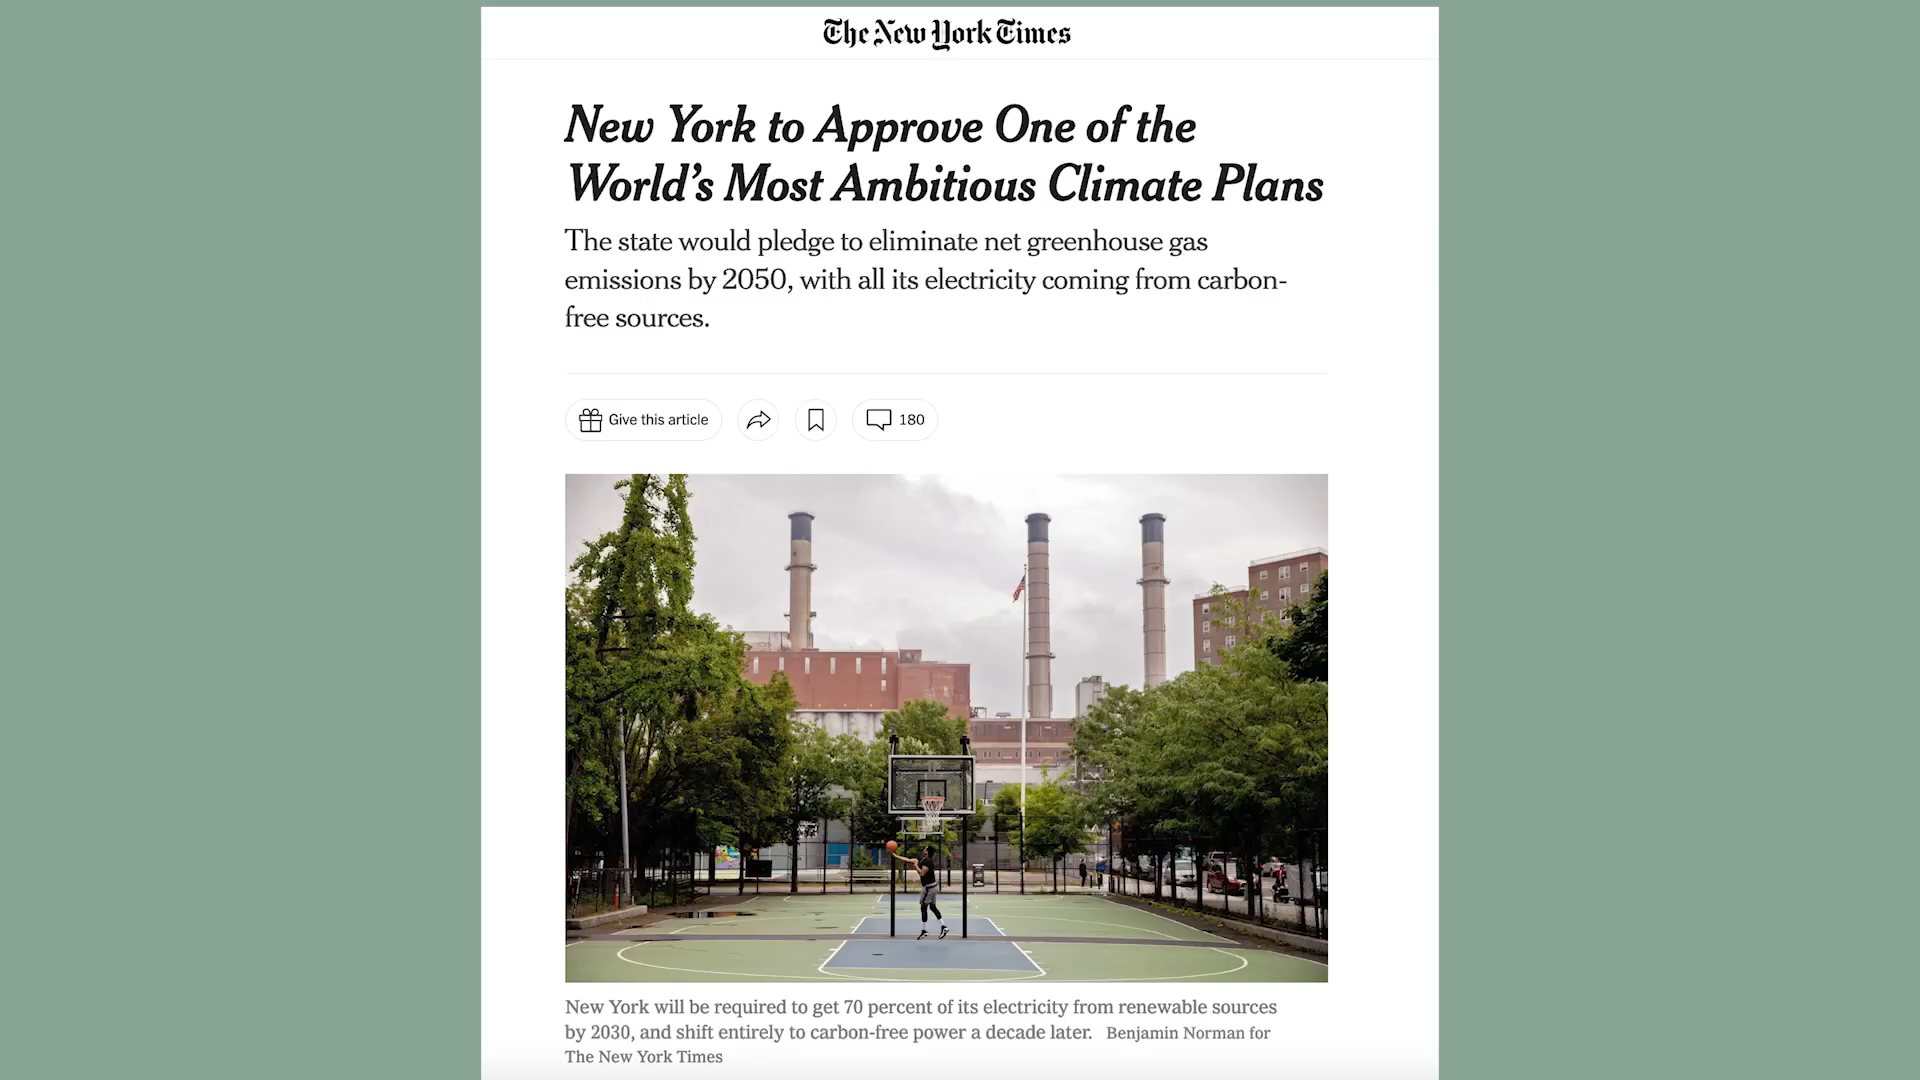 The New York Times
New York to Approve One of the
World’s Most Ambitious Climate Plans
The state would pledge to eliminate net greenhouse gas
emissions by 2050, with all its electricity coming from carbon-
free sources.
Give this article
180
New York will be required to get 70 percent of its electricity from renewable sources
by 2030, and shift entirely to carbon-free power a decade later. Benjamin Norman for
The New York Times